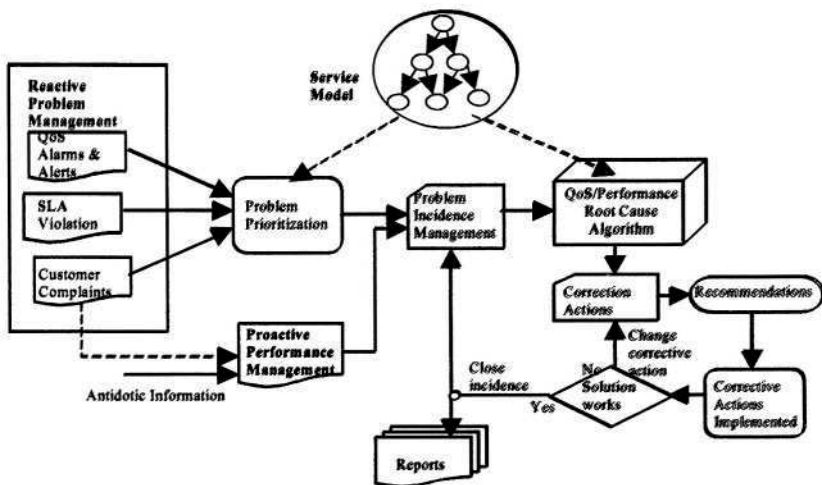 Service
Model
Reactive
Problem
Management
QoS
Alarms &
Alerts
SLA
Violation
Customer
Complaints
Problem
Prioritization
Problem
Incidence
Management
QoS/Performance
Root Cause
Algorithm
Correction
Actions
Recommendations
Proactive
Performance
Management
Antidotic Information
Close
incidence
Yes
No
Change
corrective
action
Solution
works
Corrective
Actions
Implemented
Reports